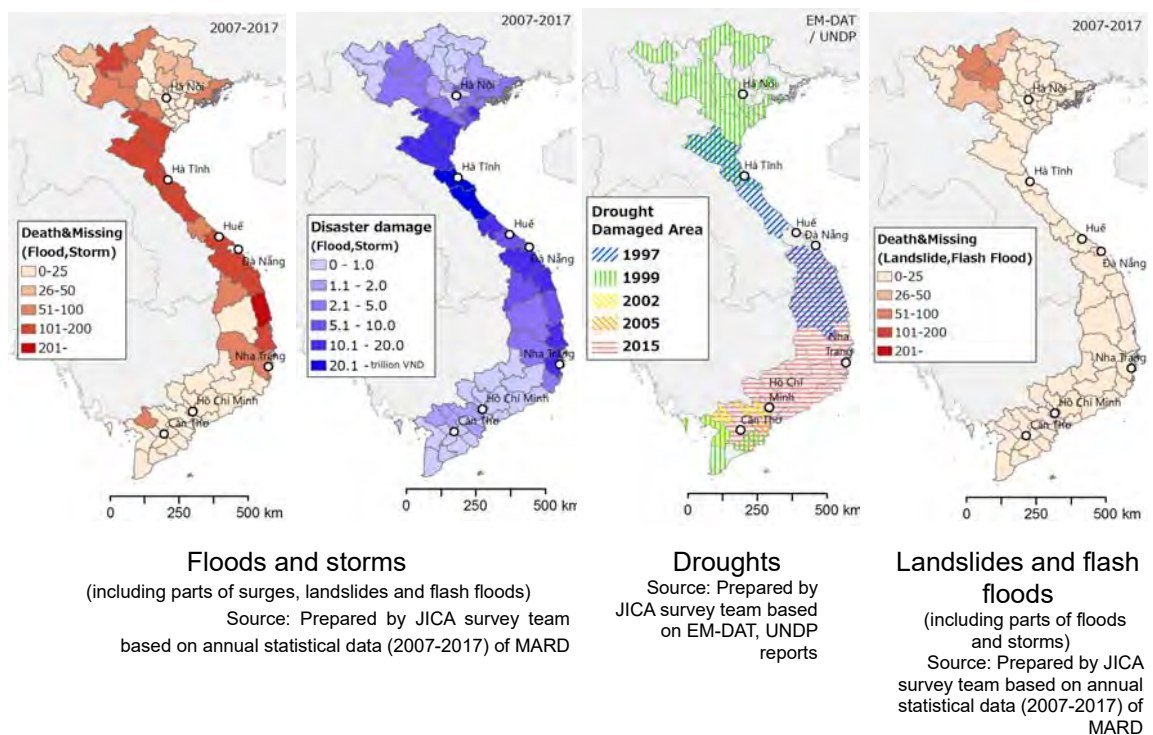 2007-2017
Hà Nội
Hà Tĩnh
Huế
Đà Nẵng
Nha Trang
Hồ Chí Minh
Cần Thơ
Death&Missing
(Flood,Storm)
0-25
26-50
51-100
101-200
201-
0 250 500 km
2007-2017
Hà Nội
Hà Tĩnh
Huế
Đà Nẵng
Nha Trang
Hồ Chí Minh
Cần Thơ
Disaster damage
(Flood,Storm)
0 - 1.0
1.1 - 2.0
2.1 - 5.0
5.1 - 10.0
10.1 - 20.0
20.1 - trillion VND
0 250 500 km
EM-DAT
/ UNDP
Hà Nội
Hà Tĩnh
Huế
Đà Nẵng
Nha
Trang
Hồ Chí
Minh
Cần Thơ
Drought
Damaged Area
1997
1999
2002
2005
2015
0 250 500 km
2007-2017
Hà Nội
Hà Tĩnh
Huế
Đà Nẵng
Nha Trang
Hồ Chí Minh
Cần Thơ
Death&Missing
(Landslide,Flash Flood)
0-25
26-50
51-100
101-200
201-
0 250 500 km
Floods and storms
(including parts of surges, landslides and flash floods)
Source: Prepared by JICA survey team
based on annual statistical data (2007-2017) of MARD
Droughts
Source: Prepared by
JICA survey team based
on EM-DAT, UNDP
reports
Landslides and flash
floods
(including parts of floods
and storms)
Source: Prepared by JICA
survey team based on annual
statistical data (2007-2017) of
MARD